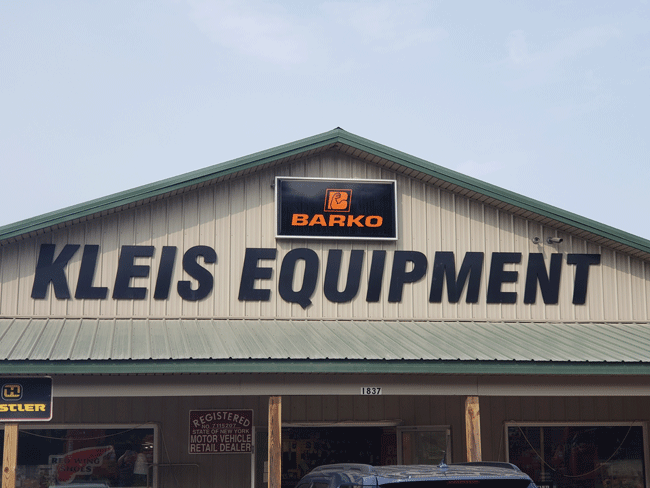 BARKO
KLEIS EQUIPMENT
1837
STLER
REGISTERED
STATE OF NEW YORK
MOTOR VEHICLE
RETAIL DEALER